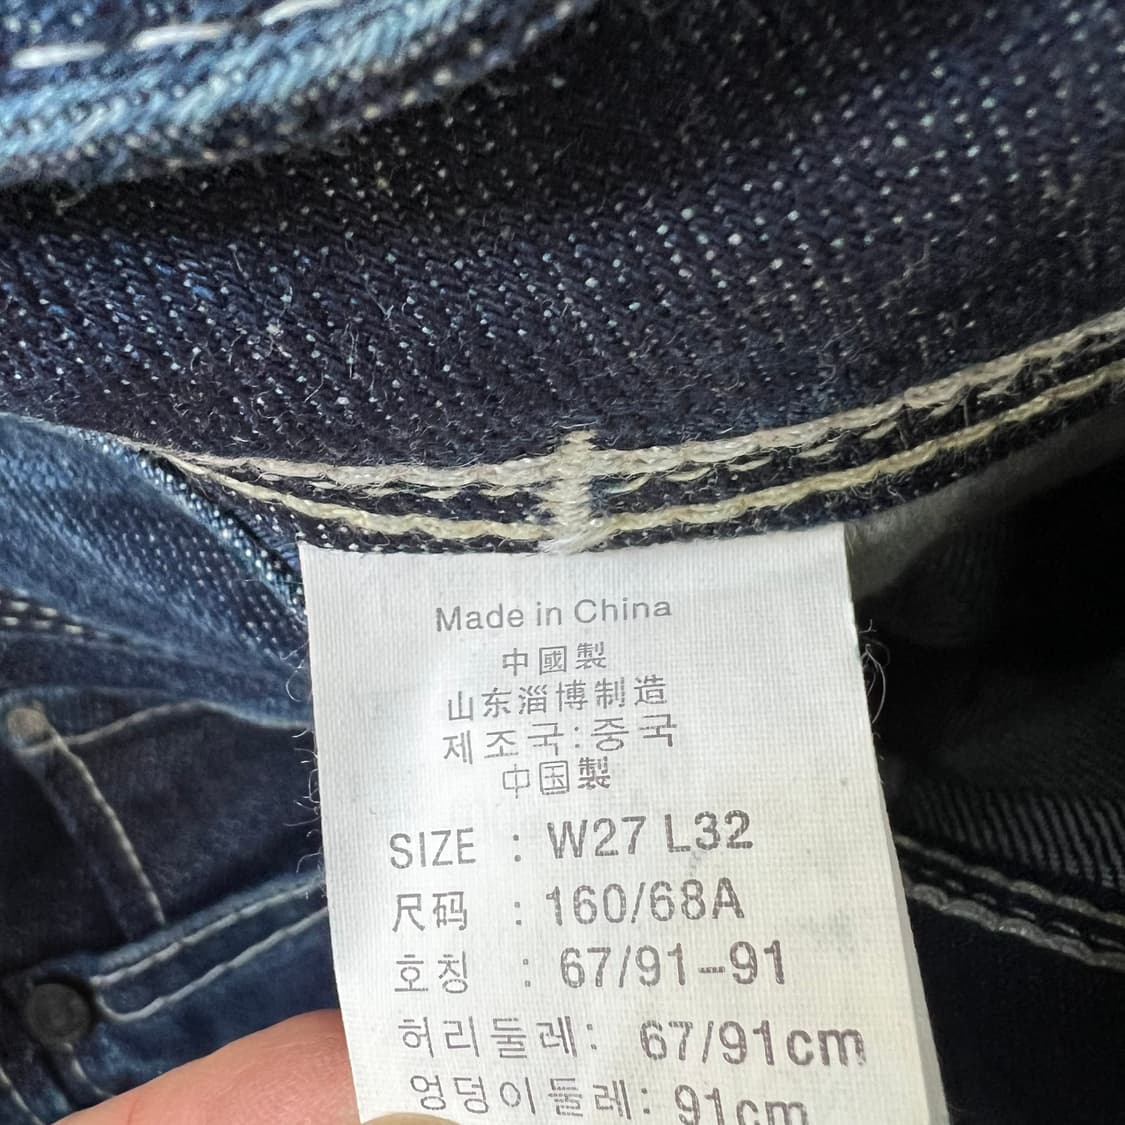 Made in China
中國製
山东淄博制造
제조국:중국
中国製
SIZE : W27 L32
尺码 : 160/68A
호칭 : 67/91-91
허리둘레: 67/91cm
엉덩이둘레: 91cm